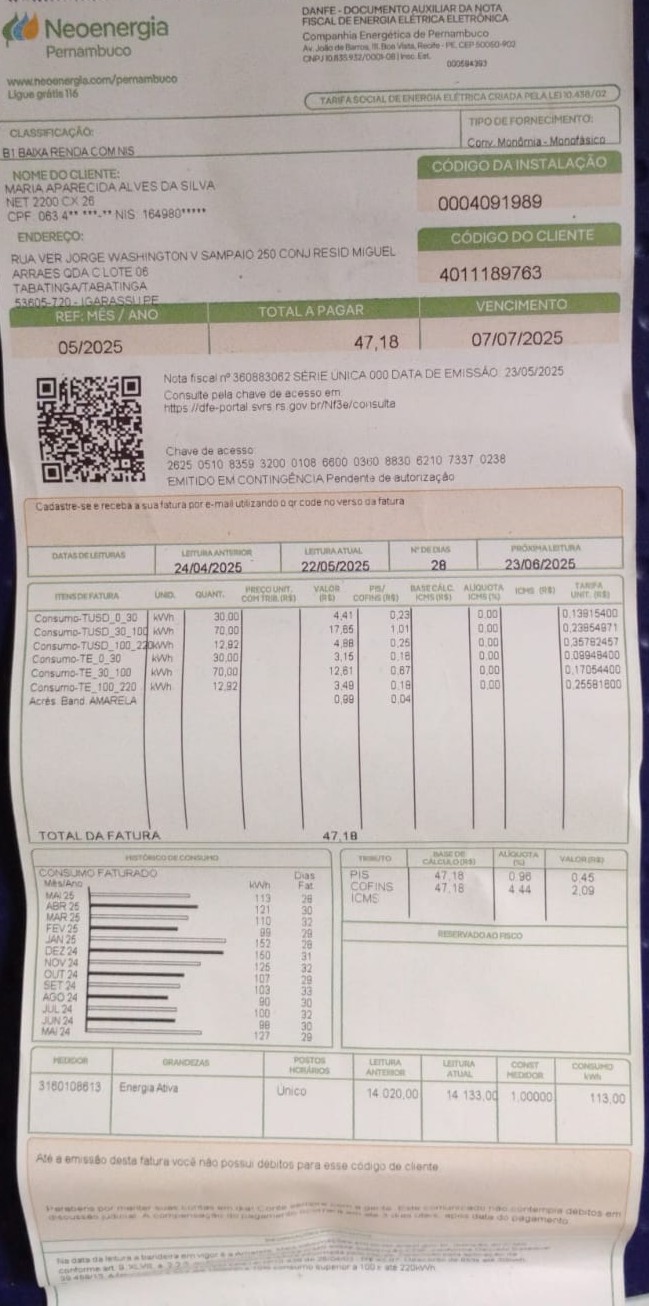 Neoenergia
Pernambuco
www.neoenergia.com/pernambuco
Ligue grátis 116
DANFE - DOCUMENTO AUXILIAR DA NOTA
FISCAL DE ENERGIA ELÉTRICA ELETRÔNICA
Companhia Energética de Pernambuco
Av. João de Barros, 111, Boa Vista, Recife - PE, CEP 50050-902
CNPJ 10.835.932/0001-08 | Insc. Est.
TARIFA SOCIAL DE ENERGIA ELÉTRICA CRIADA PELA LEI 10.438/02
CLASSIFICAÇÃO:
B1 BAIXA RENDA COM NIS
TIPO DE FORNECIMENTO:
Conv. Monômia - Monofásico
NOME DO CLIENTE:
MARIA APARECIDA ALVES DA SILVA
NET 2200 CX 26
CPF 063.4** ***-** NIS: 164980*****
CÓDIGO DA INSTALAÇÃO
0004091989
ENDEREÇO:
RUA VER JORGE WASHINGTON V SAMPAIO 250 CONJ RESID MIGUEL
ARRAES QDA C LOTE 06
TABATINGA/TABATINGA
53605-720 - IGARASSU PE
CÓDIGO DO CLIENTE
4011189763
REF: MÊS / ANO TOTAL A PAGAR VENCIMENTO
05/2025 47,18 07/07/2025
Nota fiscal nº 360883062 SÉRIE ÚNICA 000 DATA DE EMISSÃO: 23/05/2025
Consulte pela chave de acesso em:
https://dfe-portal.svrs.rs.gov.br/Nf3e/consulta
Chave de acesso:
2625 0510 8359 3200 0108 6600 0360 8830 6210 7337 0238
EMITIDO EM CONTINGÊNCIA Pendente de autorização
Cadastre-se e receba a sua fatura por e-mail utilizando o qr code no verso da fatura
DATAS DE LEITURAS LEITURA ANTERIOR LEITURA ATUAL Nº DE DIAS PRÓXIMA LEITURA
24/04/2025 22/05/2025 28 23/06/2025
ITENS DE FATURA UNID. QUANT. PREÇO UNIT. COM TRIB. (R$) VALOR (R$) PIS/ COFINS (R$) BASE CÁLC. ICMS (R$) ALÍQUOTA ICMS (%) ICMS (R$) TARIFA UNIT. (R$)
Consumo-TUSD_0_30 kWh 30,00 4,41 0,23 0,00 0,13915400
Consumo-TUSD_30_100 kWh 70,00 17,65 1,01 0,00 0,23854971
Consumo-TUSD_100_220 kWh 12,92 4,88 0,25 0,00 0,35782457
Consumo-TE_0_30 kWh 30,00 3,15 0,16 0,00 0,09948400
Consumo-TE_30_100 kWh 70,00 12,61 0,67 0,00 0,17054400
Consumo-TE_100_220 kWh 12,92 3,49 0,18 0,00 0,25581600
Acrés. Band. AMARELA 0,99 0,04
TOTAL DA FATURA 47,18
HISTÓRICO DE CONSUMO
CONSUMO FATURADO
Mês/Ano kWh Dias Fat.
MAI 25 113 28
ABR 25 121 30
MAR 25 110 32
FEV 25 99 29
JAN 25 152 28
DEZ 24 150 31
NOV 24 125 32
OUT 24 107 29
SET 24 103 33
AGO 24 90 30
JUL 24 100 32
JUN 24 98 30
MAI 24 127 29
TRIBUTO BASE DE CÁLCULO (R$) ALÍQUOTA (%) VALOR (R$)
PIS 47,18 0.96 0,45
COFINS 47,18 4.44 2,09
ICMS
RESERVADO AO FISCO
MEDIDOR GRANDEZAS POSTOS HORÁRIOS LEITURA ANTERIOR LEITURA ATUAL CONST MEDIDOR CONSUMO kWh
3160108613 Energia Ativa Único 14.020,00 14.133,00 1,00000 113,00
Até a emissão desta fatura você não possui débitos para esse código de cliente
Parabéns por manter suas contas em dia! Conte sempre com a gente. Este comunicado não contempla débitos em
discussão judicial. A compensação do pagamento ocorrerá em até 3 dias úteis, após data do pagamento.
Na data da leitura a bandeira em vigor é a
consumo superior a 100 e até 220kWh.